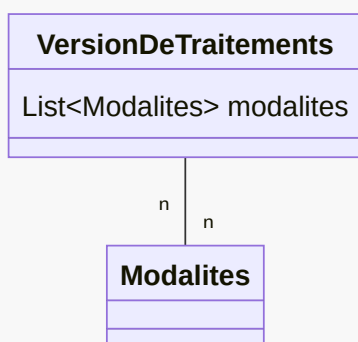 VersionDeTraitements
List<Modalites> modalites
n
n
Modalites